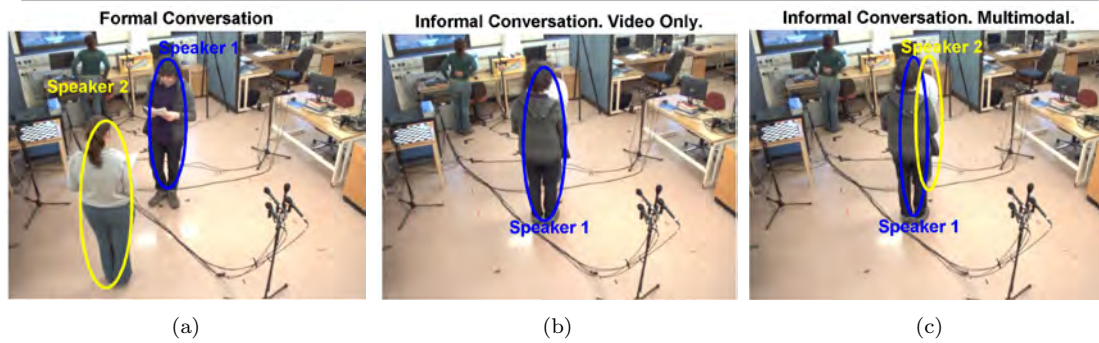 Formal Conversation
Speaker 1
Speaker 2
(a)
Informal Conversation. Video Only.
Speaker 1
(b)
Informal Conversation. Multimodal.
Speaker 2
Speaker 1
(c)